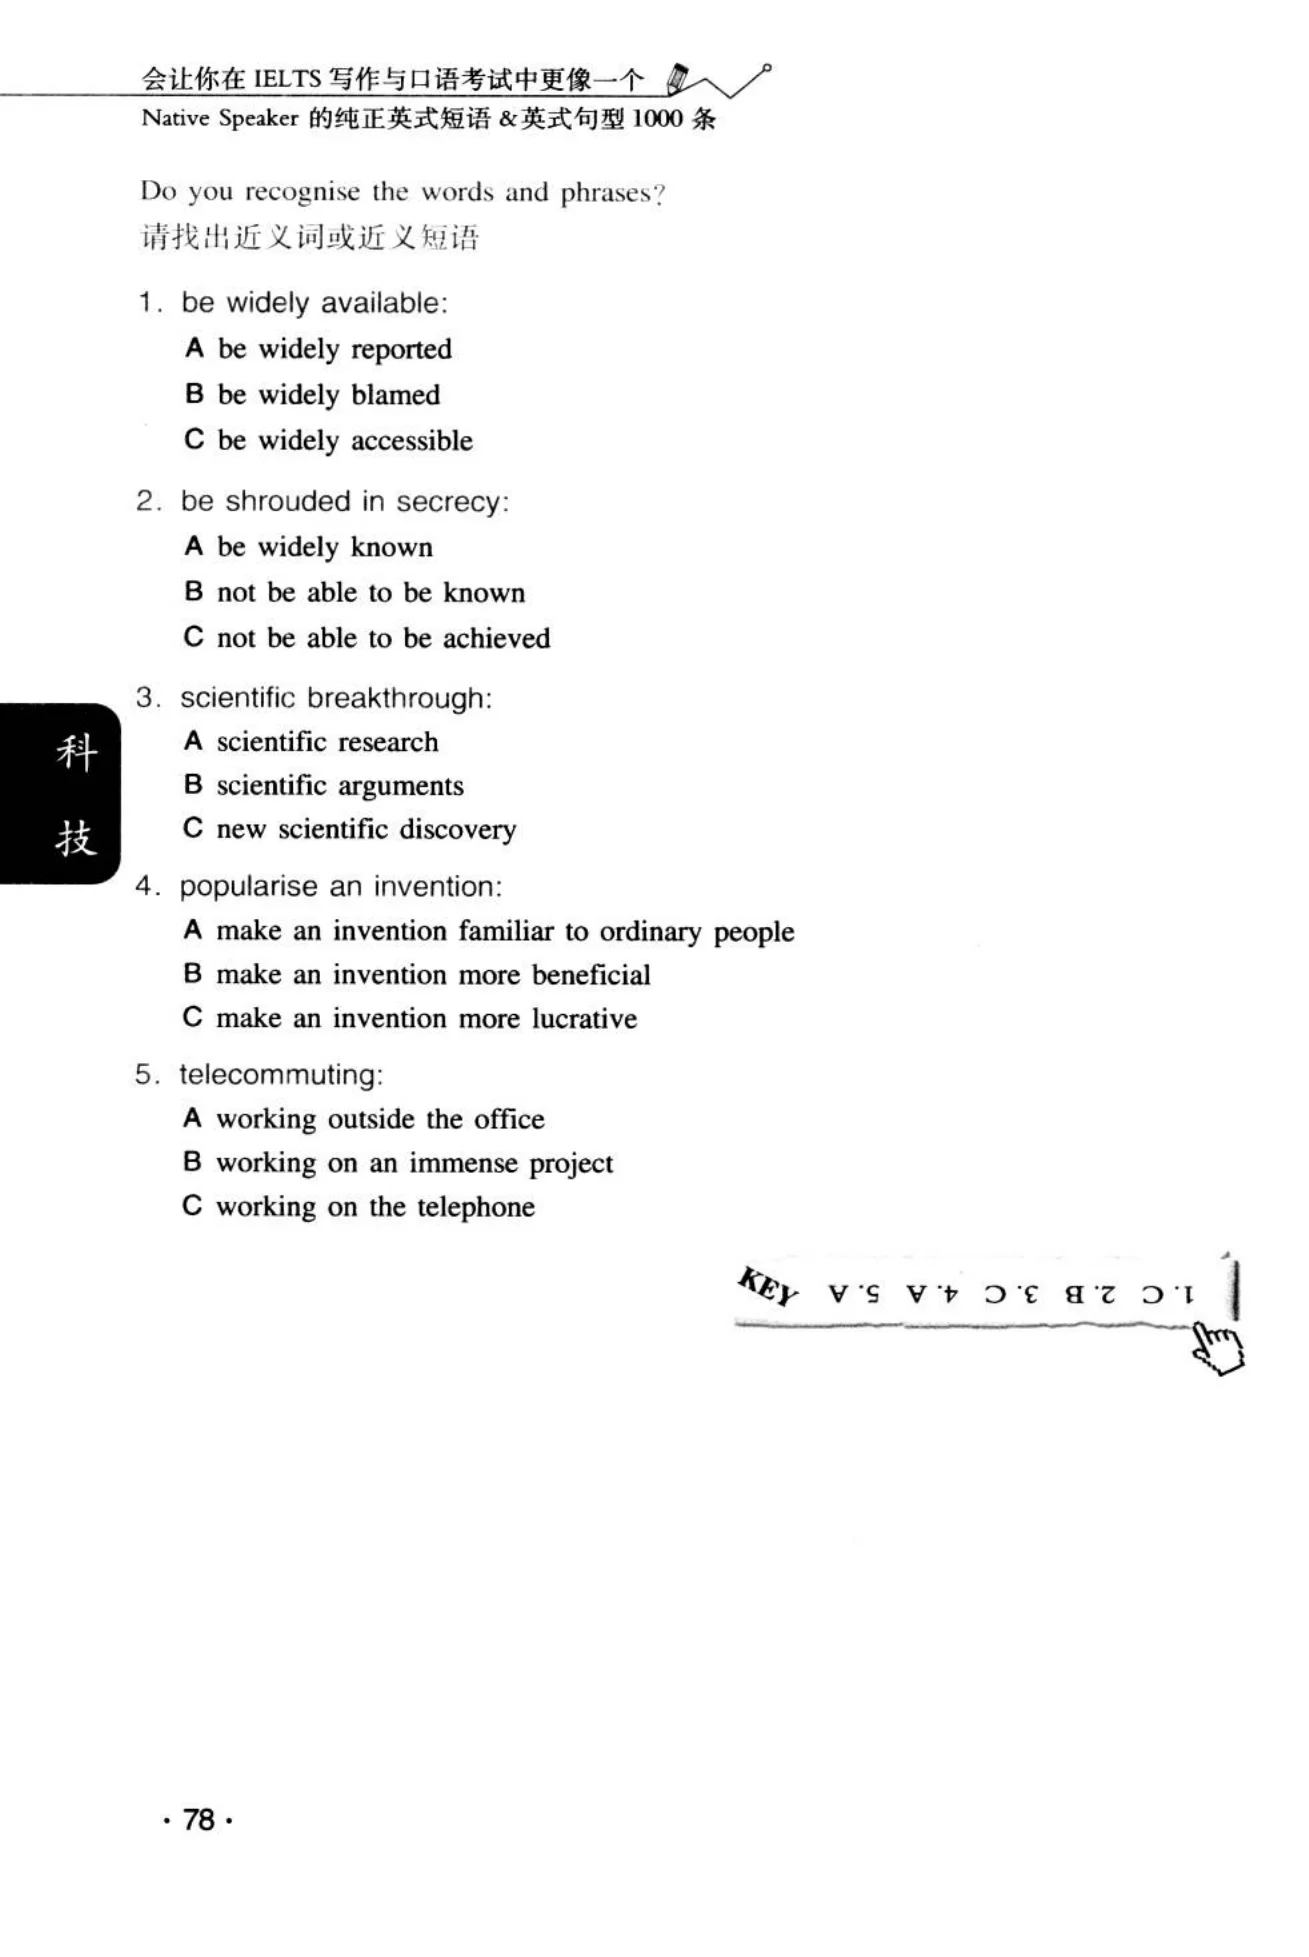 会让你在 IELTS 写作与口语考试中更像一个
Native Speaker 的纯正英式短语 &英式句型 1000 条
Do you recognise the words and phrases?
请找出近义词或近义短语
1. be widely available:
A be widely reported
B be widely blamed
C be widely accessible
2. be shrouded in secrecy:
A be widely known
B not be able to be known
C not be able to be achieved
3. scientific breakthrough:
A scientific research
B scientific arguments
C new scientific discovery
科
技
4. popularise an invention:
A make an invention familiar to ordinary people
B make an invention more beneficial
C make an invention more lucrative
5. telecommuting:
A working outside the office
B working on an immense project
C working on the telephone
KEY
1. C 2. B 3. C 4. A 5. A
· 78 ·